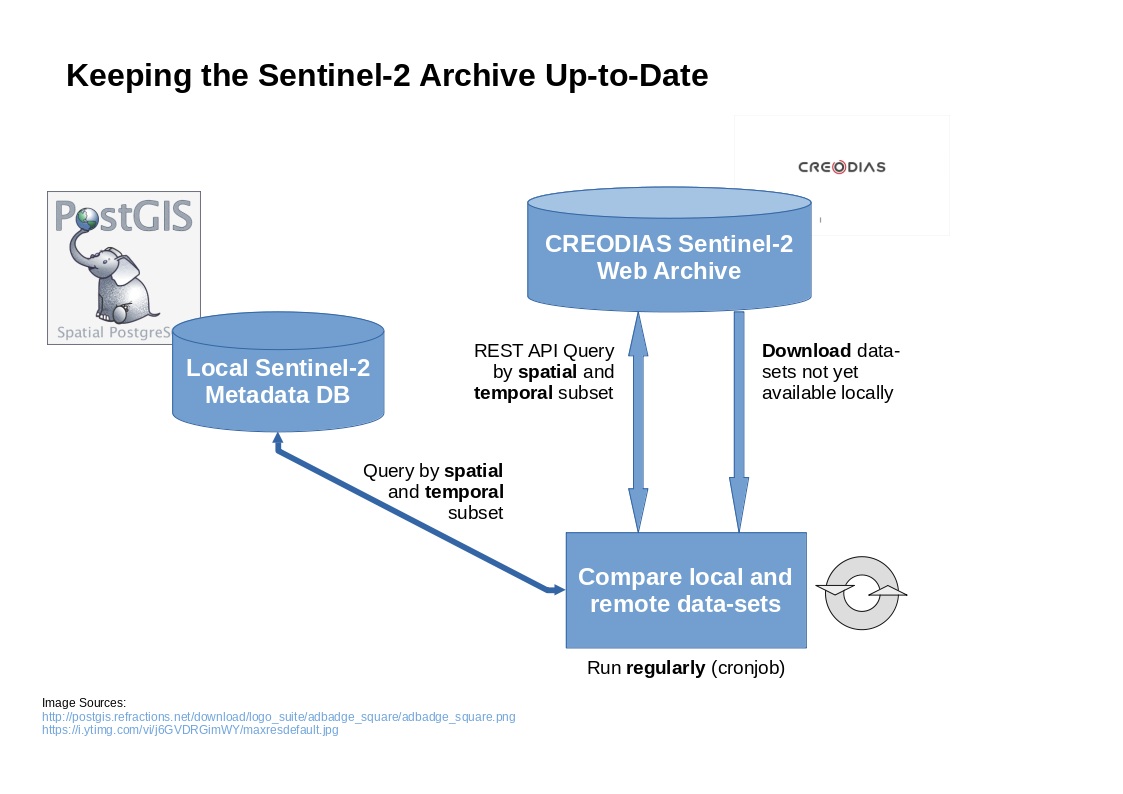 Keeping the Sentinel-2 Archive Up-to-Date
CREODIAS
PostGIS
Spatial PostgreS
CREODIAS Sentinel-2
Web Archive
Local Sentinel-2
Metadata DB
REST API Query
by spatial and
temporal subset
Download data-
sets not yet
available locally
Query by spatial
and temporal
subset
Compare local and
remote data-sets
Run regularly (cronjob)
Image Sources:
http://postgis.refractions.net/download/logo_suite/adbadge_square/adbadge_square.png
https://i.ytimg.com/vi/j6GVDRGimWY/maxresdefault.jpg